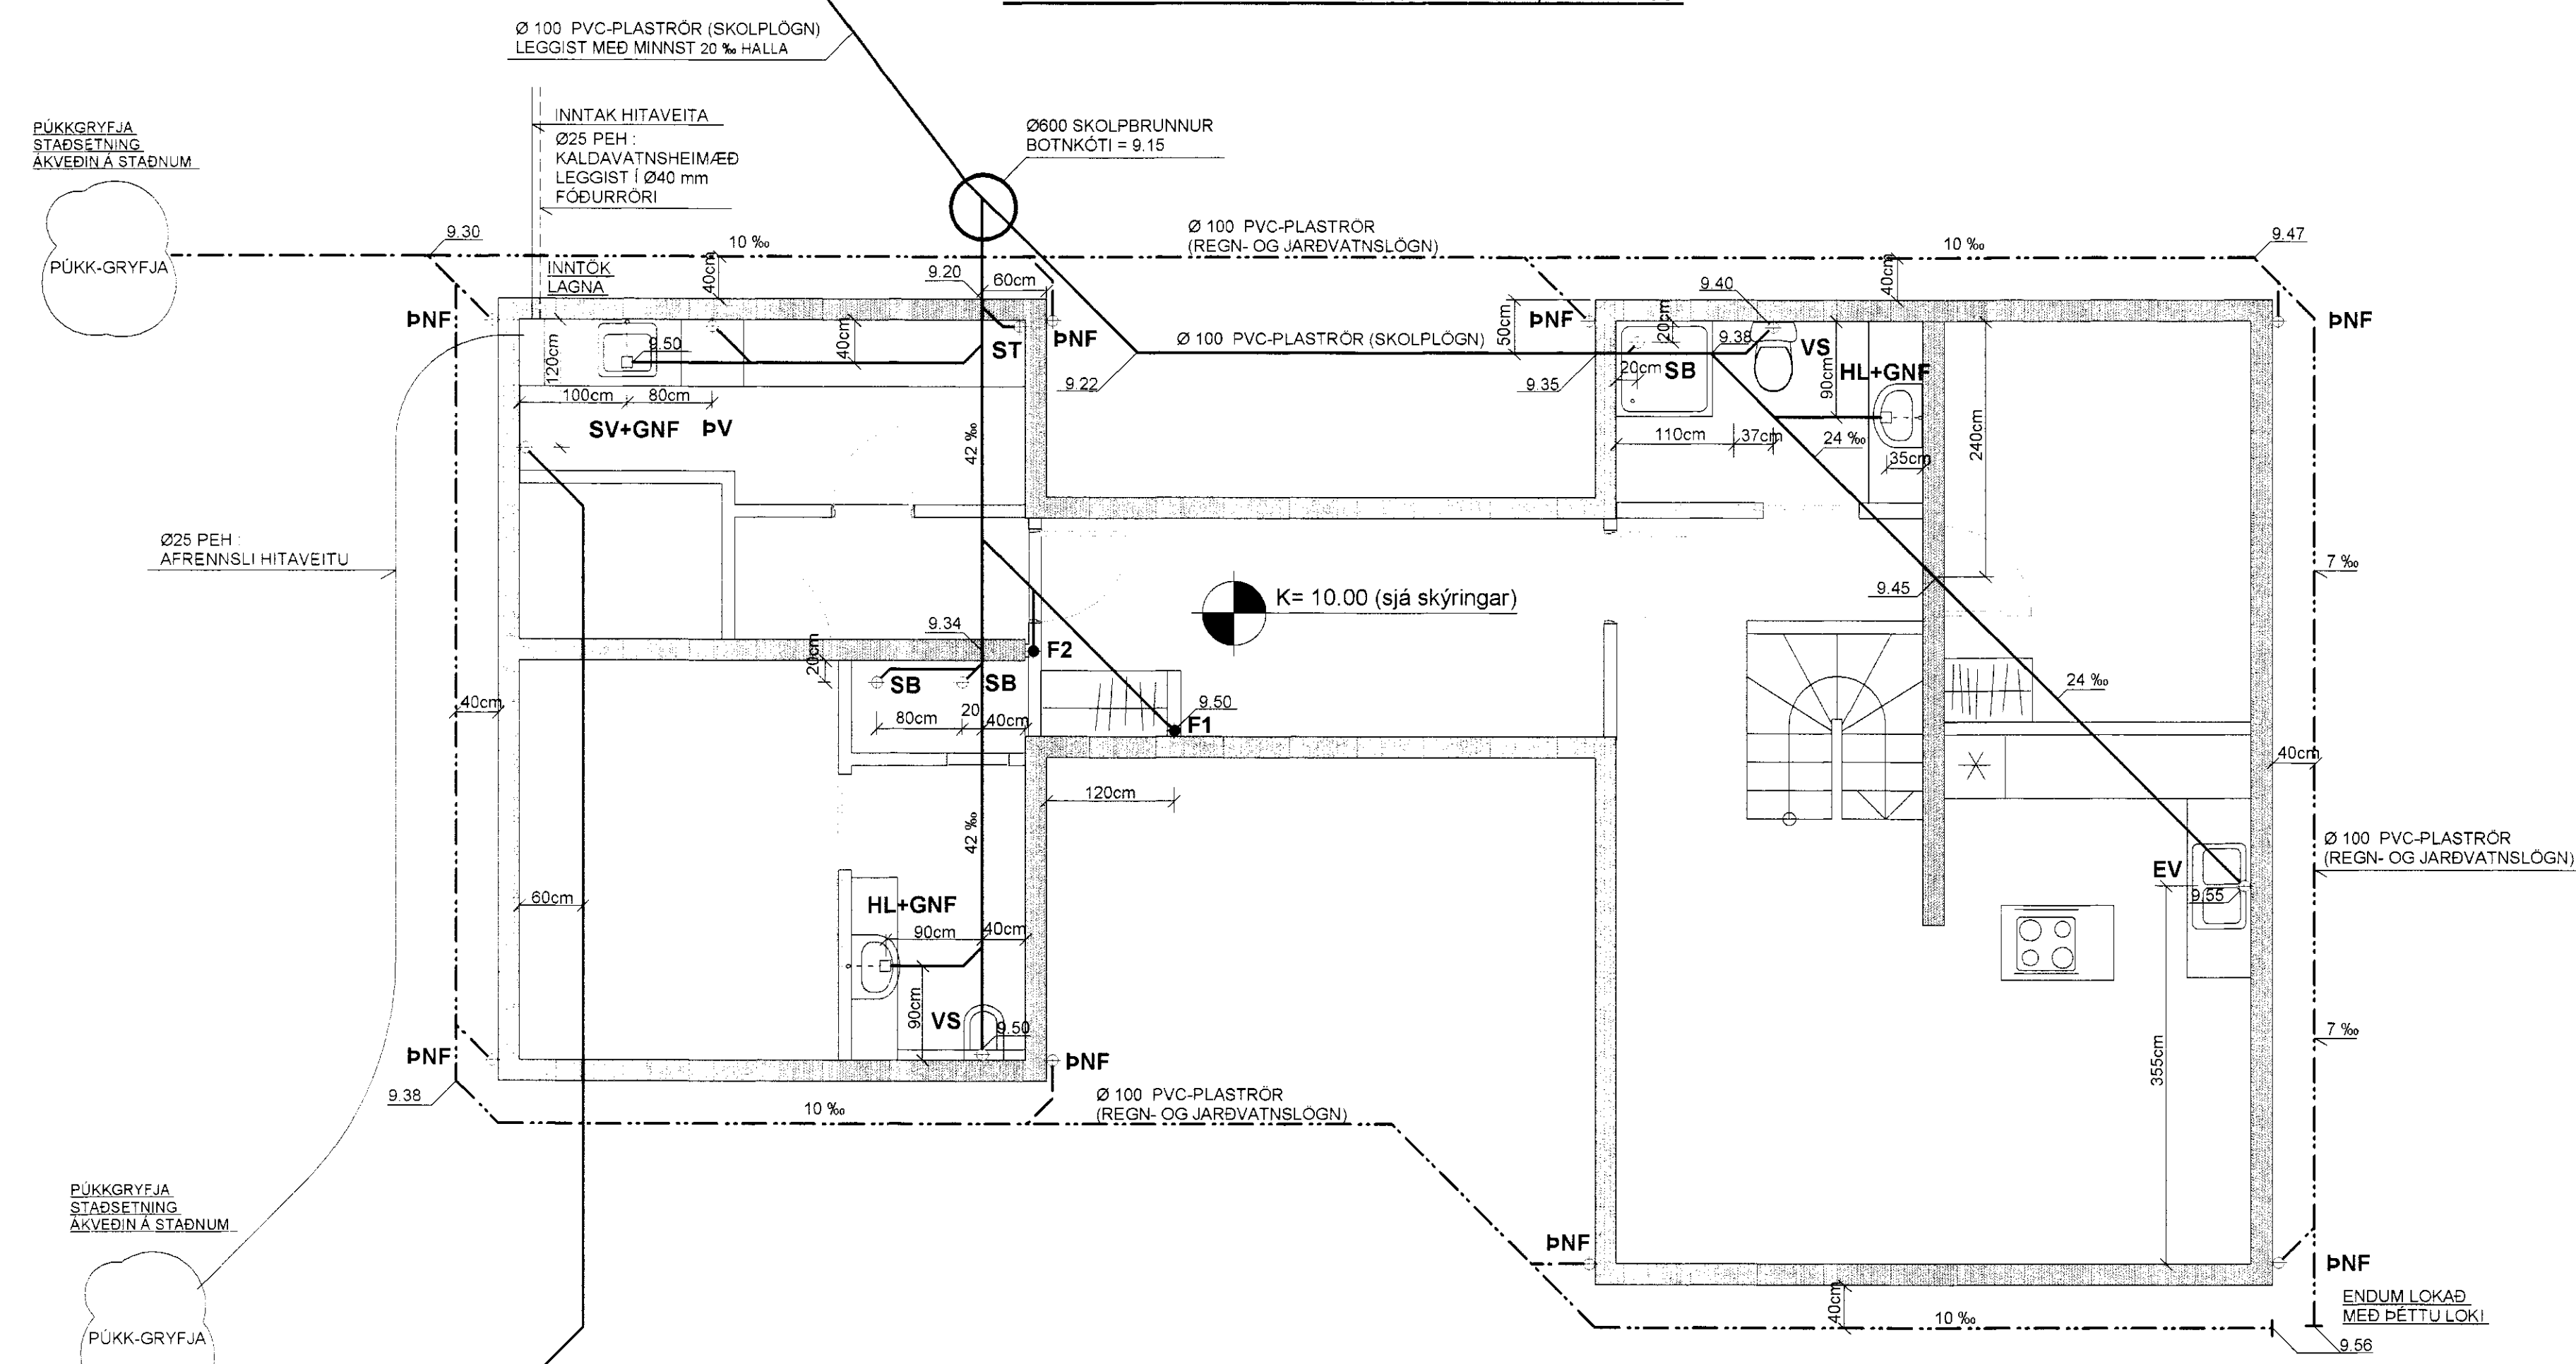 Ø 100 PVC-PLASTRÖR (SKOLPLÖGN)
LEGGIST MEÐ MINNST 20 ‰ HALLA
PÚKKGRYFJA
STAÐSETNING
ÁKVEÐIN Á STAÐNUM
INNTAK HITAVEITA
Ø25 PEH :
KALDAVATNSHEIMÆÐ
LEGGIST Í Ø40 mm
FÓÐURRÖRI
Ø600 SKOLPBRUNNUR
BOTNKÓTI = 9.15
PÚKK-GRYFJA
9.30
10 ‰
Ø 100 PVC-PLASTRÖR
(REGN- OG JARÐVATNSLÖGN)
10 ‰
9.47
INNTÖK
LAGNA
40cm
9.20
60cm
9.40
40cm
ÞNF
ÞNF
ÞNF
ÞNF
120cm
9.50
40cm
ST
Ø 100 PVC-PLASTRÖR (SKOLPLÖGN)
50cm
20cm
9.38
VS
9.22
9.35
20cm
SB
90cm
HL+GNF
100cm
80cm
SV+GNF
ÞV
42 ‰
110cm
37cm
24 ‰
35cm
240cm
Ø25 PEH :
AFRENNSLI HITAVEITU
7 ‰
K= 10.00 (sjá skýringar)
9.45
9.34
F2
20cm
SB
SB
40cm
80cm
20
40cm
9.50
F1
24 ‰
40cm
120cm
42 ‰
Ø 100 PVC-PLASTRÖR
(REGN- OG JARÐVATNSLÖGN)
EV
9.55
60cm
HL+GNF
90cm
40cm
90cm
VS
9.50
355cm
7 ‰
ÞNF
ÞNF
9.38
10 ‰
Ø 100 PVC-PLASTRÖR
(REGN- OG JARÐVATNSLÖGN)
PÚKKGRYFJA
STAÐSETNING
ÁKVEÐIN Á STAÐNUM
ÞNF
ÞNF
40cm
10 ‰
ENDUM LOKAÐ
MEÐ ÞÉTTU LOKI
9.56
PÚKK-GRYFJA